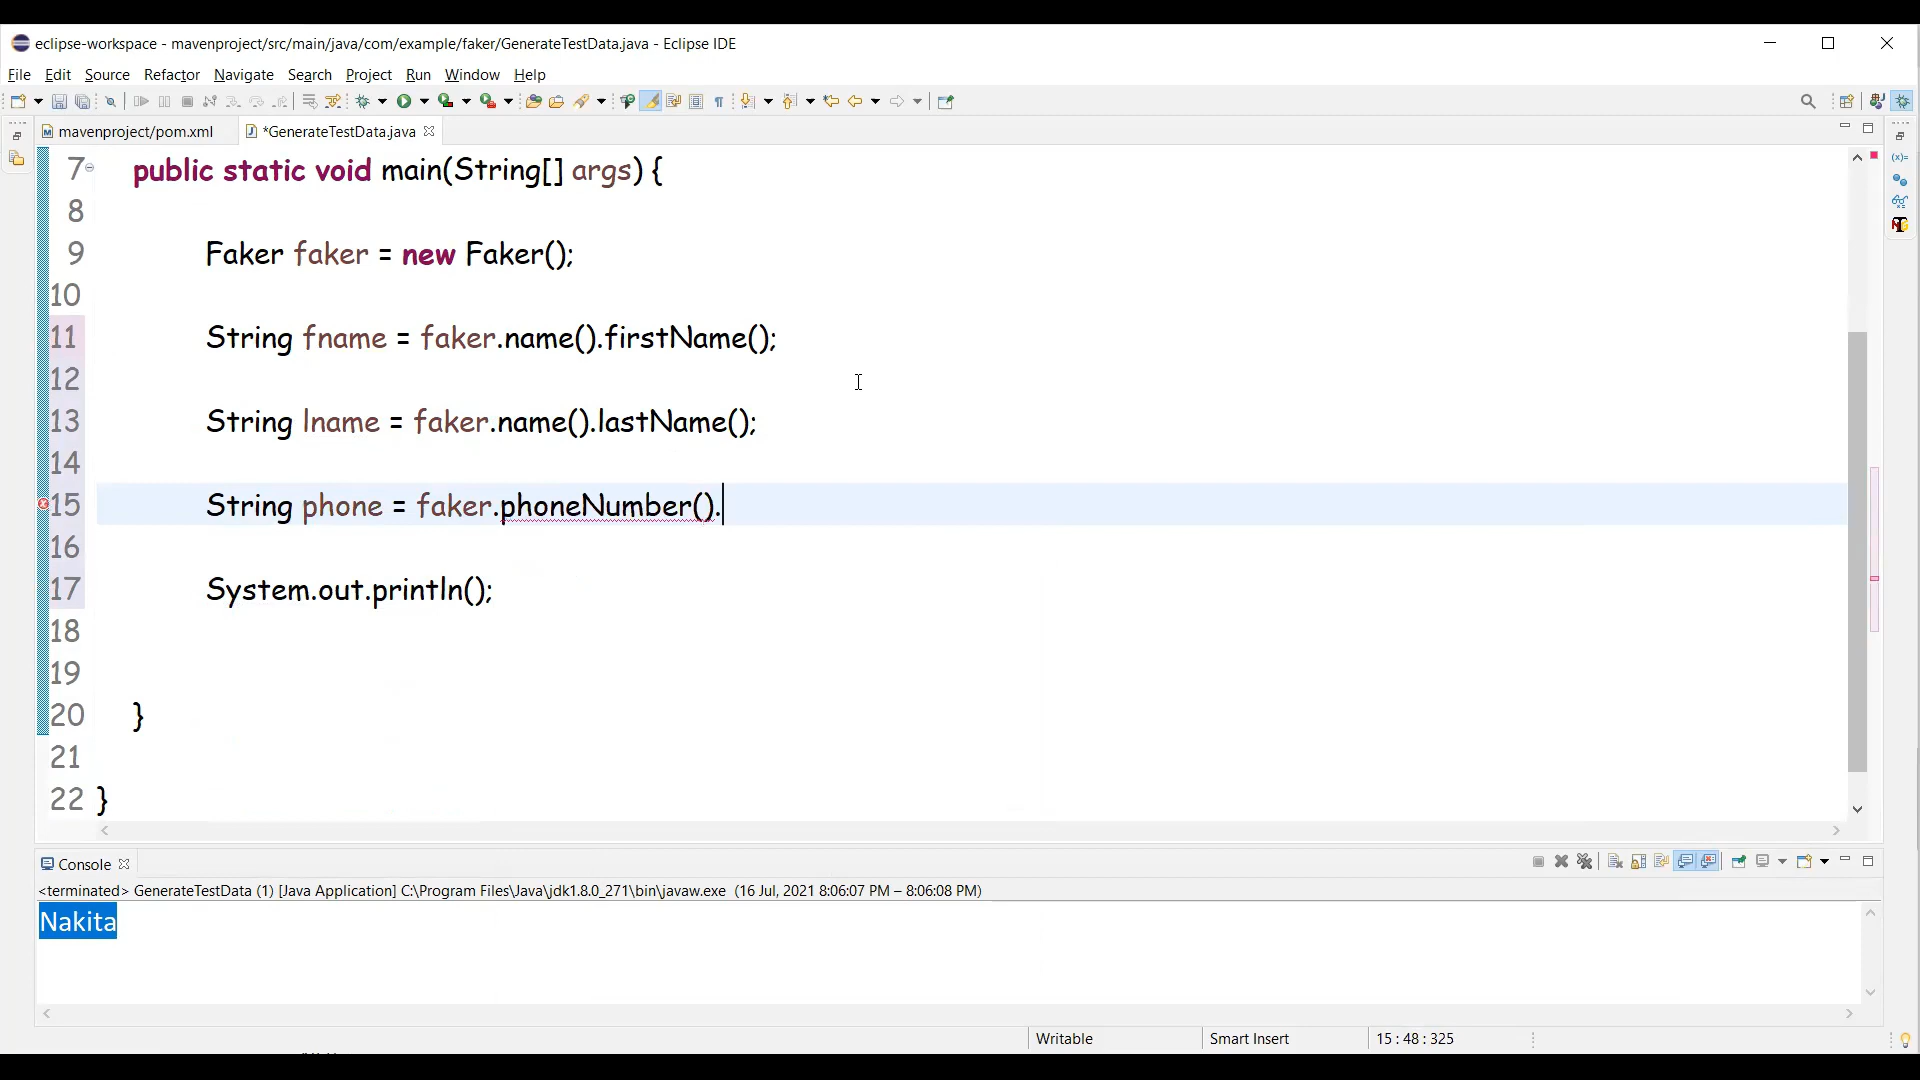 eclipse-workspace - mavenproject/src/main/java/com/example/faker/GenerateTestData.java - Eclipse IDE
File Edit Source Refactor Navigate Search Project Run Window Help
mavenproject/pom.xml *GenerateTestData.java
7 public static void main(String[] args) {
8
9 Faker faker = new Faker();
10
11 String fname = faker.name().firstName();
12
13 String lname = faker.name().lastName();
14
15 String phone = faker.phoneNumber().
16
17 System.out.println();
18
19
20 }
21
22 }
Console
<terminated> GenerateTestData (1) [Java Application] C:\Program Files\Java\jdk1.8.0_271\bin\javaw.exe (16 Jul, 2021 8:06:07 PM – 8:06:08 PM)
Nakita
Writable Smart Insert 15 : 48 : 325